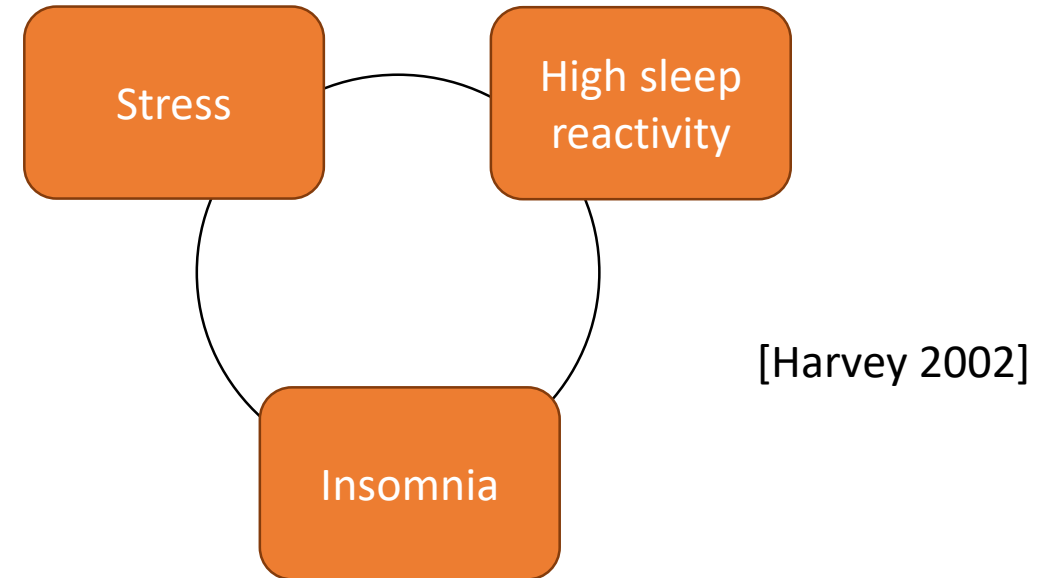 Stress
High sleep
reactivity
[Harvey 2002]
Insomnia